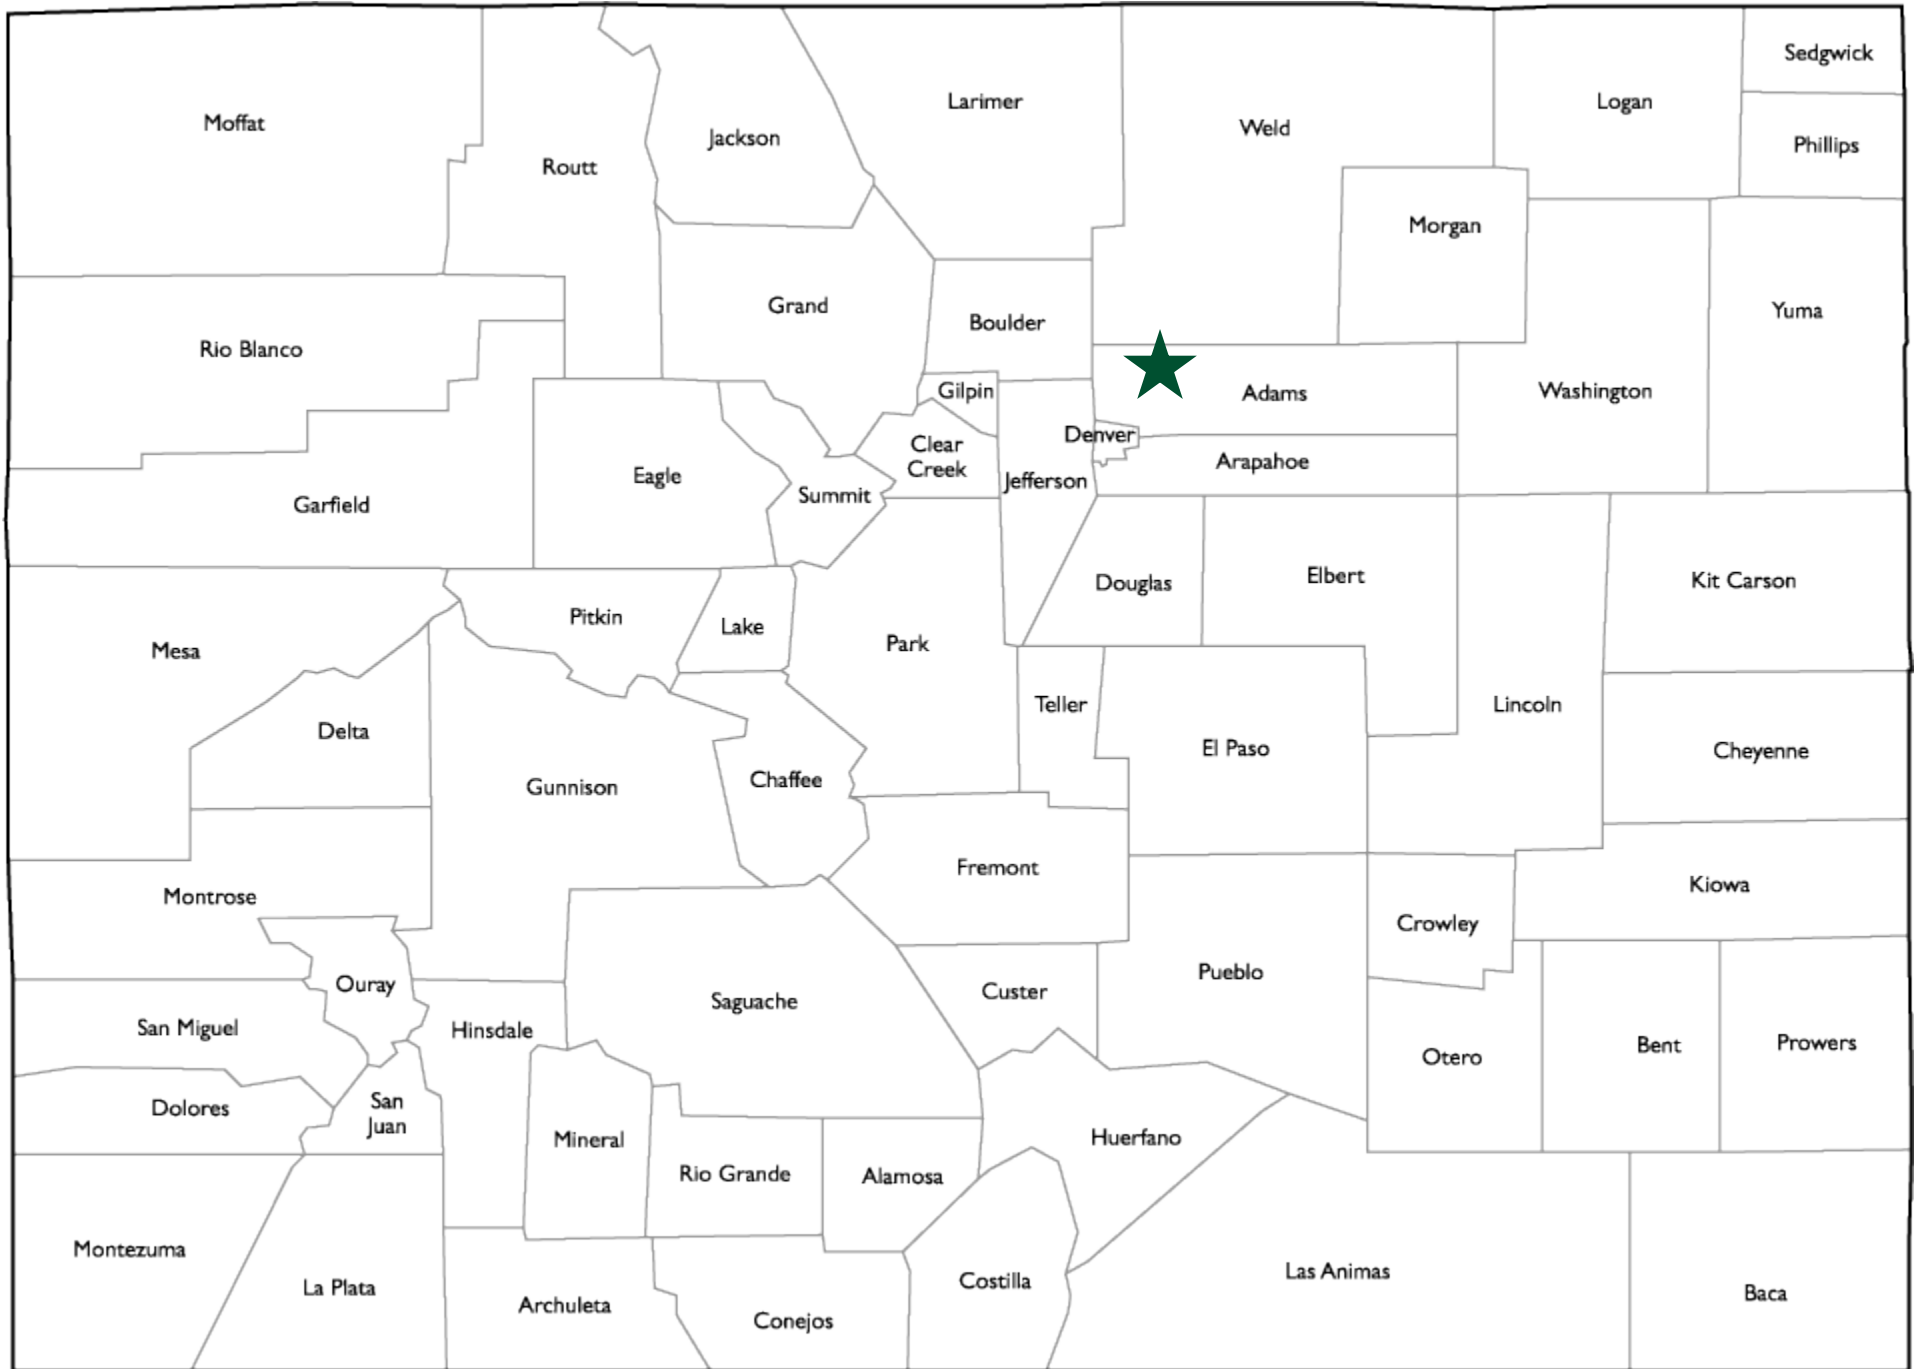 Sedgwick
Larimer
Logan
Moffat
Weld
Jackson
Phillips
Routt
Morgan
Grand
Yuma
Boulder
Rio Blanco
Gilpin
Adams
Washington
Denver
Clear
Creek
Arapahoe
Eagle
Jefferson
Summit
Garfield
Elbert
Kit Carson
Douglas
Pitkin
Lake
Park
Mesa
Teller
Lincoln
Delta
El Paso
Cheyenne
Chaffee
Gunnison
Fremont
Kiowa
Montrose
Crowley
Pueblo
Ouray
Custer
Saguache
San Miguel
Hinsdale
Prowers
Bent
Otero
Dolores
San
Juan
Mineral
Huerfano
Rio Grande
Alamosa
Montezuma
Las Animas
Costilla
La Plata
Baca
Archuleta
Conejos